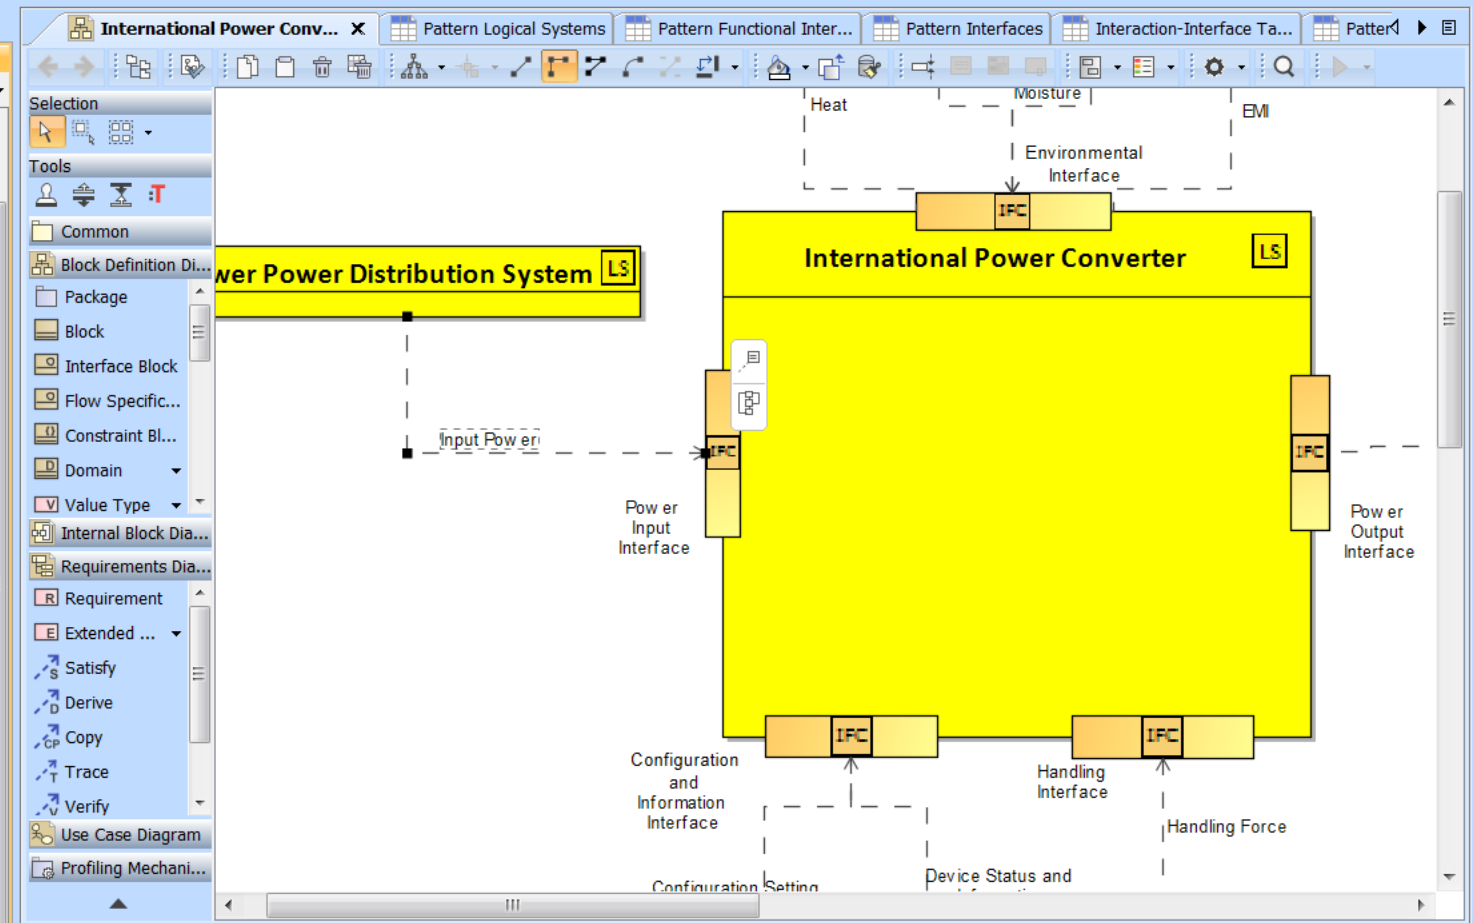 International Power Conv...
Pattern Logical Systems
Pattern Functional Inter...
Pattern Interfaces
Interaction-Interface Ta...
Patter
Selection
Tools
:T
Common
Block Definition Di...
Package
Block
Interface Block
Flow Specific...
Constraint Bl...
Domain
Value Type
Internal Block Dia...
Requirements Dia...
Requirement
Extended ...
Satisfy
Derive
Copy
Trace
Verify
Use Case Diagram
Profiling Mechani...
Heat
Moisture
EMI
Environmental
Interface
IFC
International Power Converter
LS
wer Power Distribution System
LS
Input Power
IFC
Power
Input
Interface
IFC
Power
Output
Interface
IFC
Configuration
and
Information
Interface
IFC
Handling
Interface
Handling Force
Configuration Setting
Device Status and